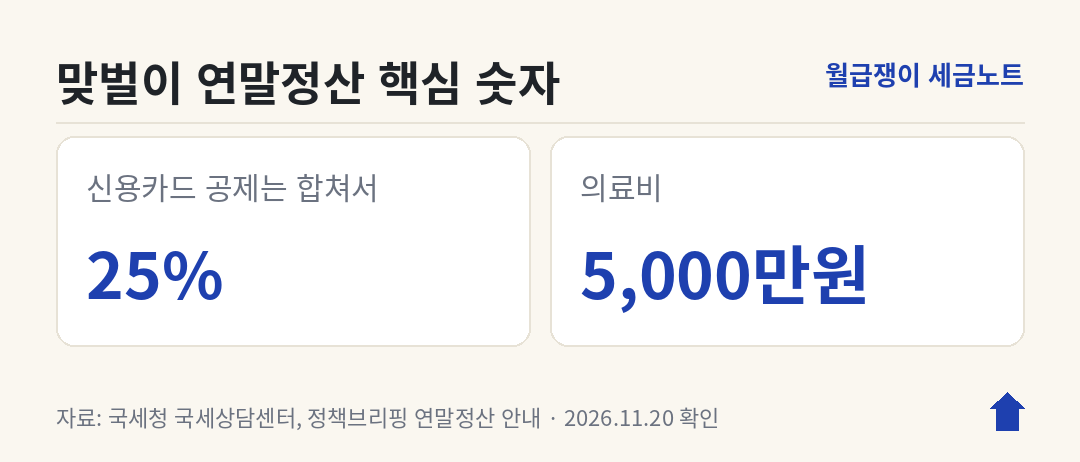 맞벌이 연말정산 핵심 숫자
월급쟁이 세금노트
신용카드 공제는 합쳐서
25%
의료비
5,000만원
자료: 국세청 국세상담센터, 정책브리핑 연말정산 안내 · 2026.11.20 확인